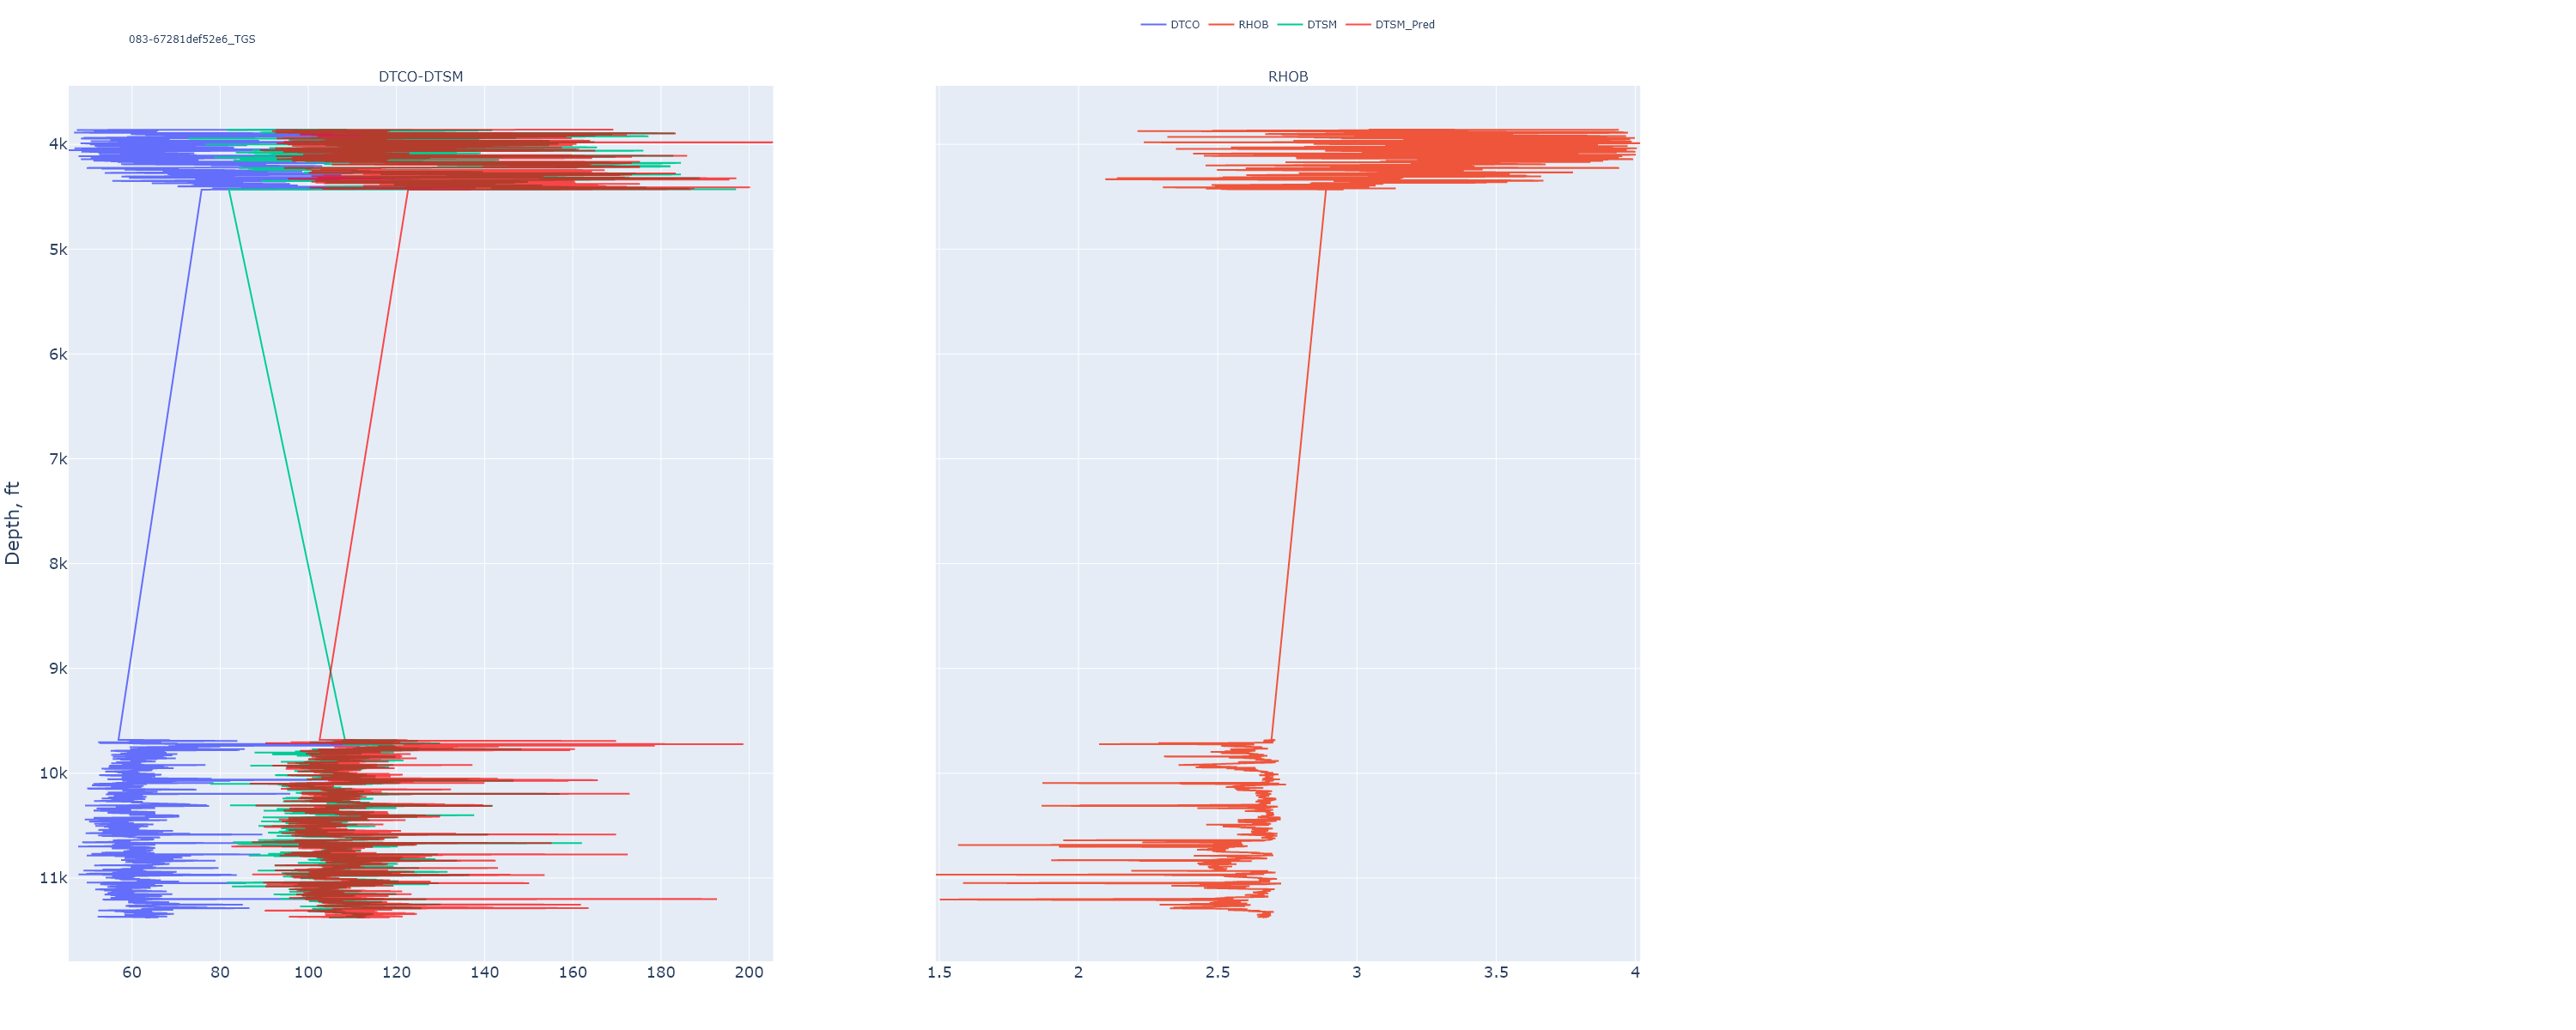 DTCO RHOB DTSM DTSM_Pred
083-67281def52e6_TGS
DTCO-DTSM
RHOB
4k
5k
6k
7k
8k
9k
10k
11k
Depth, ft
60 80 100 120 140 160 180 200
1.5 2 2.5 3 3.5 4